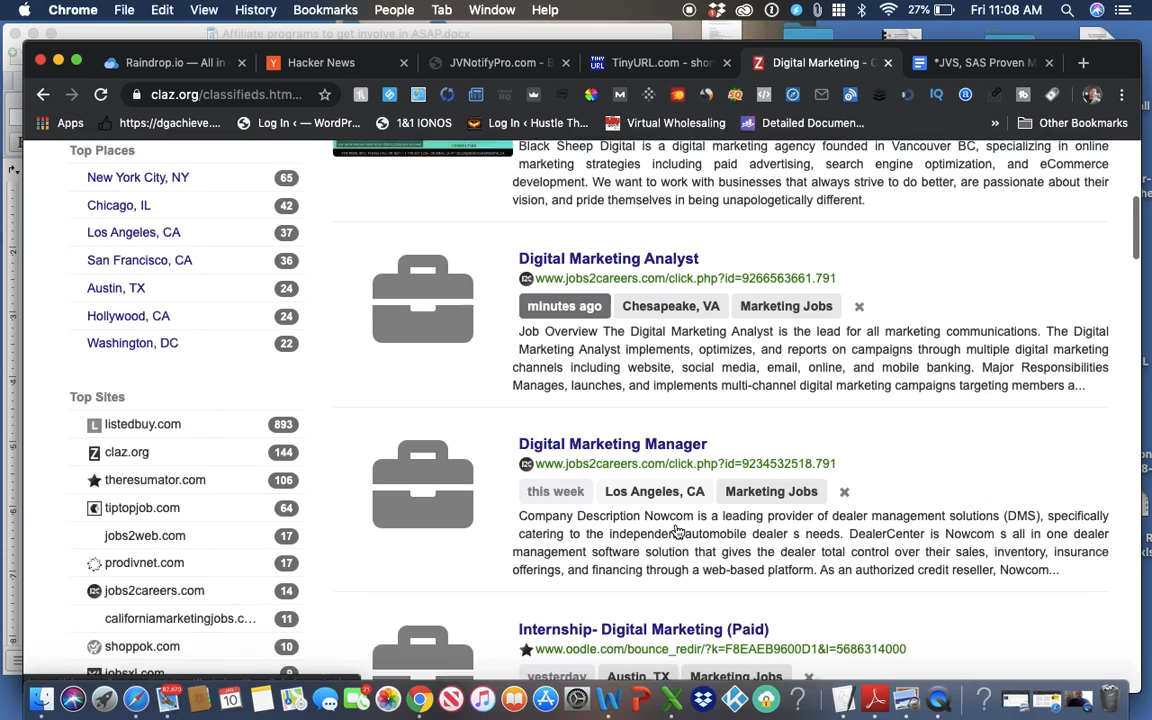 Chrome File Edit View History Bookmarks People Tab Window Help 27% Fri 11:08 AM
Affiliate programs to get involve in ASAP.docx
Raindrop.io — All in Hacker News JVNotifyPro.com - E TinyURL.com - shor Digital Marketing - C *JVS, SAS Proven M
claz.org/classifieds.htm...
Apps https://dgachieve.... Log In ‹ — WordPr... 1&1 IONOS Log In ‹ Hustle Th... Virtual Wholesaling Detailed Documen... » Other Bookmarks
Top Places
New York City, NY 65
Chicago, IL 42
Los Angeles, CA 37
San Francisco, CA 36
Austin, TX 24
Hollywood, CA 24
Washington, DC 22
Top Sites
listedbuy.com 893
claz.org 144
theresumator.com 106
tiptopjob.com 64
jobs2web.com 17
prodivnet.com 17
jobs2careers.com 14
californiamarketingjobs.c... 11
shoppok.com 10
jobsxl.com 9
Black Sheep Digital is a digital marketing agency founded in Vancouver BC, specializing in online
marketing strategies including paid advertising, search engine optimization, and eCommerce
development. We want to work with businesses that always strive to do better, are passionate about their
vision, and pride themselves in being unapologetically different.
Digital Marketing Analyst
www.jobs2careers.com/click.php?id=9266563661.791
minutes ago Chesapeake, VA Marketing Jobs ×
Job Overview The Digital Marketing Analyst is the lead for all marketing communications. The Digital
Marketing Analyst implements, optimizes, and reports on campaigns through multiple digital marketing
channels including website, social media, email, online, and mobile banking. Major Responsibilities
Manages, launches, and implements multi-channel digital marketing campaigns targeting members a...
Digital Marketing Manager
www.jobs2careers.com/click.php?id=9234532518.791
this week Los Angeles, CA Marketing Jobs ×
Company Description Nowcom is a leading provider of dealer management solutions (DMS), specifically
catering to the independent automobile dealer s needs. DealerCenter is Nowcom s all in one dealer
management software solution that gives the dealer total control over their sales, inventory, insurance
offerings, and financing through a web-based platform. As an authorized credit reseller, Nowcom...
Internship- Digital Marketing (Paid)
www.oodle.com/bounce_redir/?k=F8EAEB9600D1&l=5686314000
yesterday Austin, TX Marketing Jobs ×